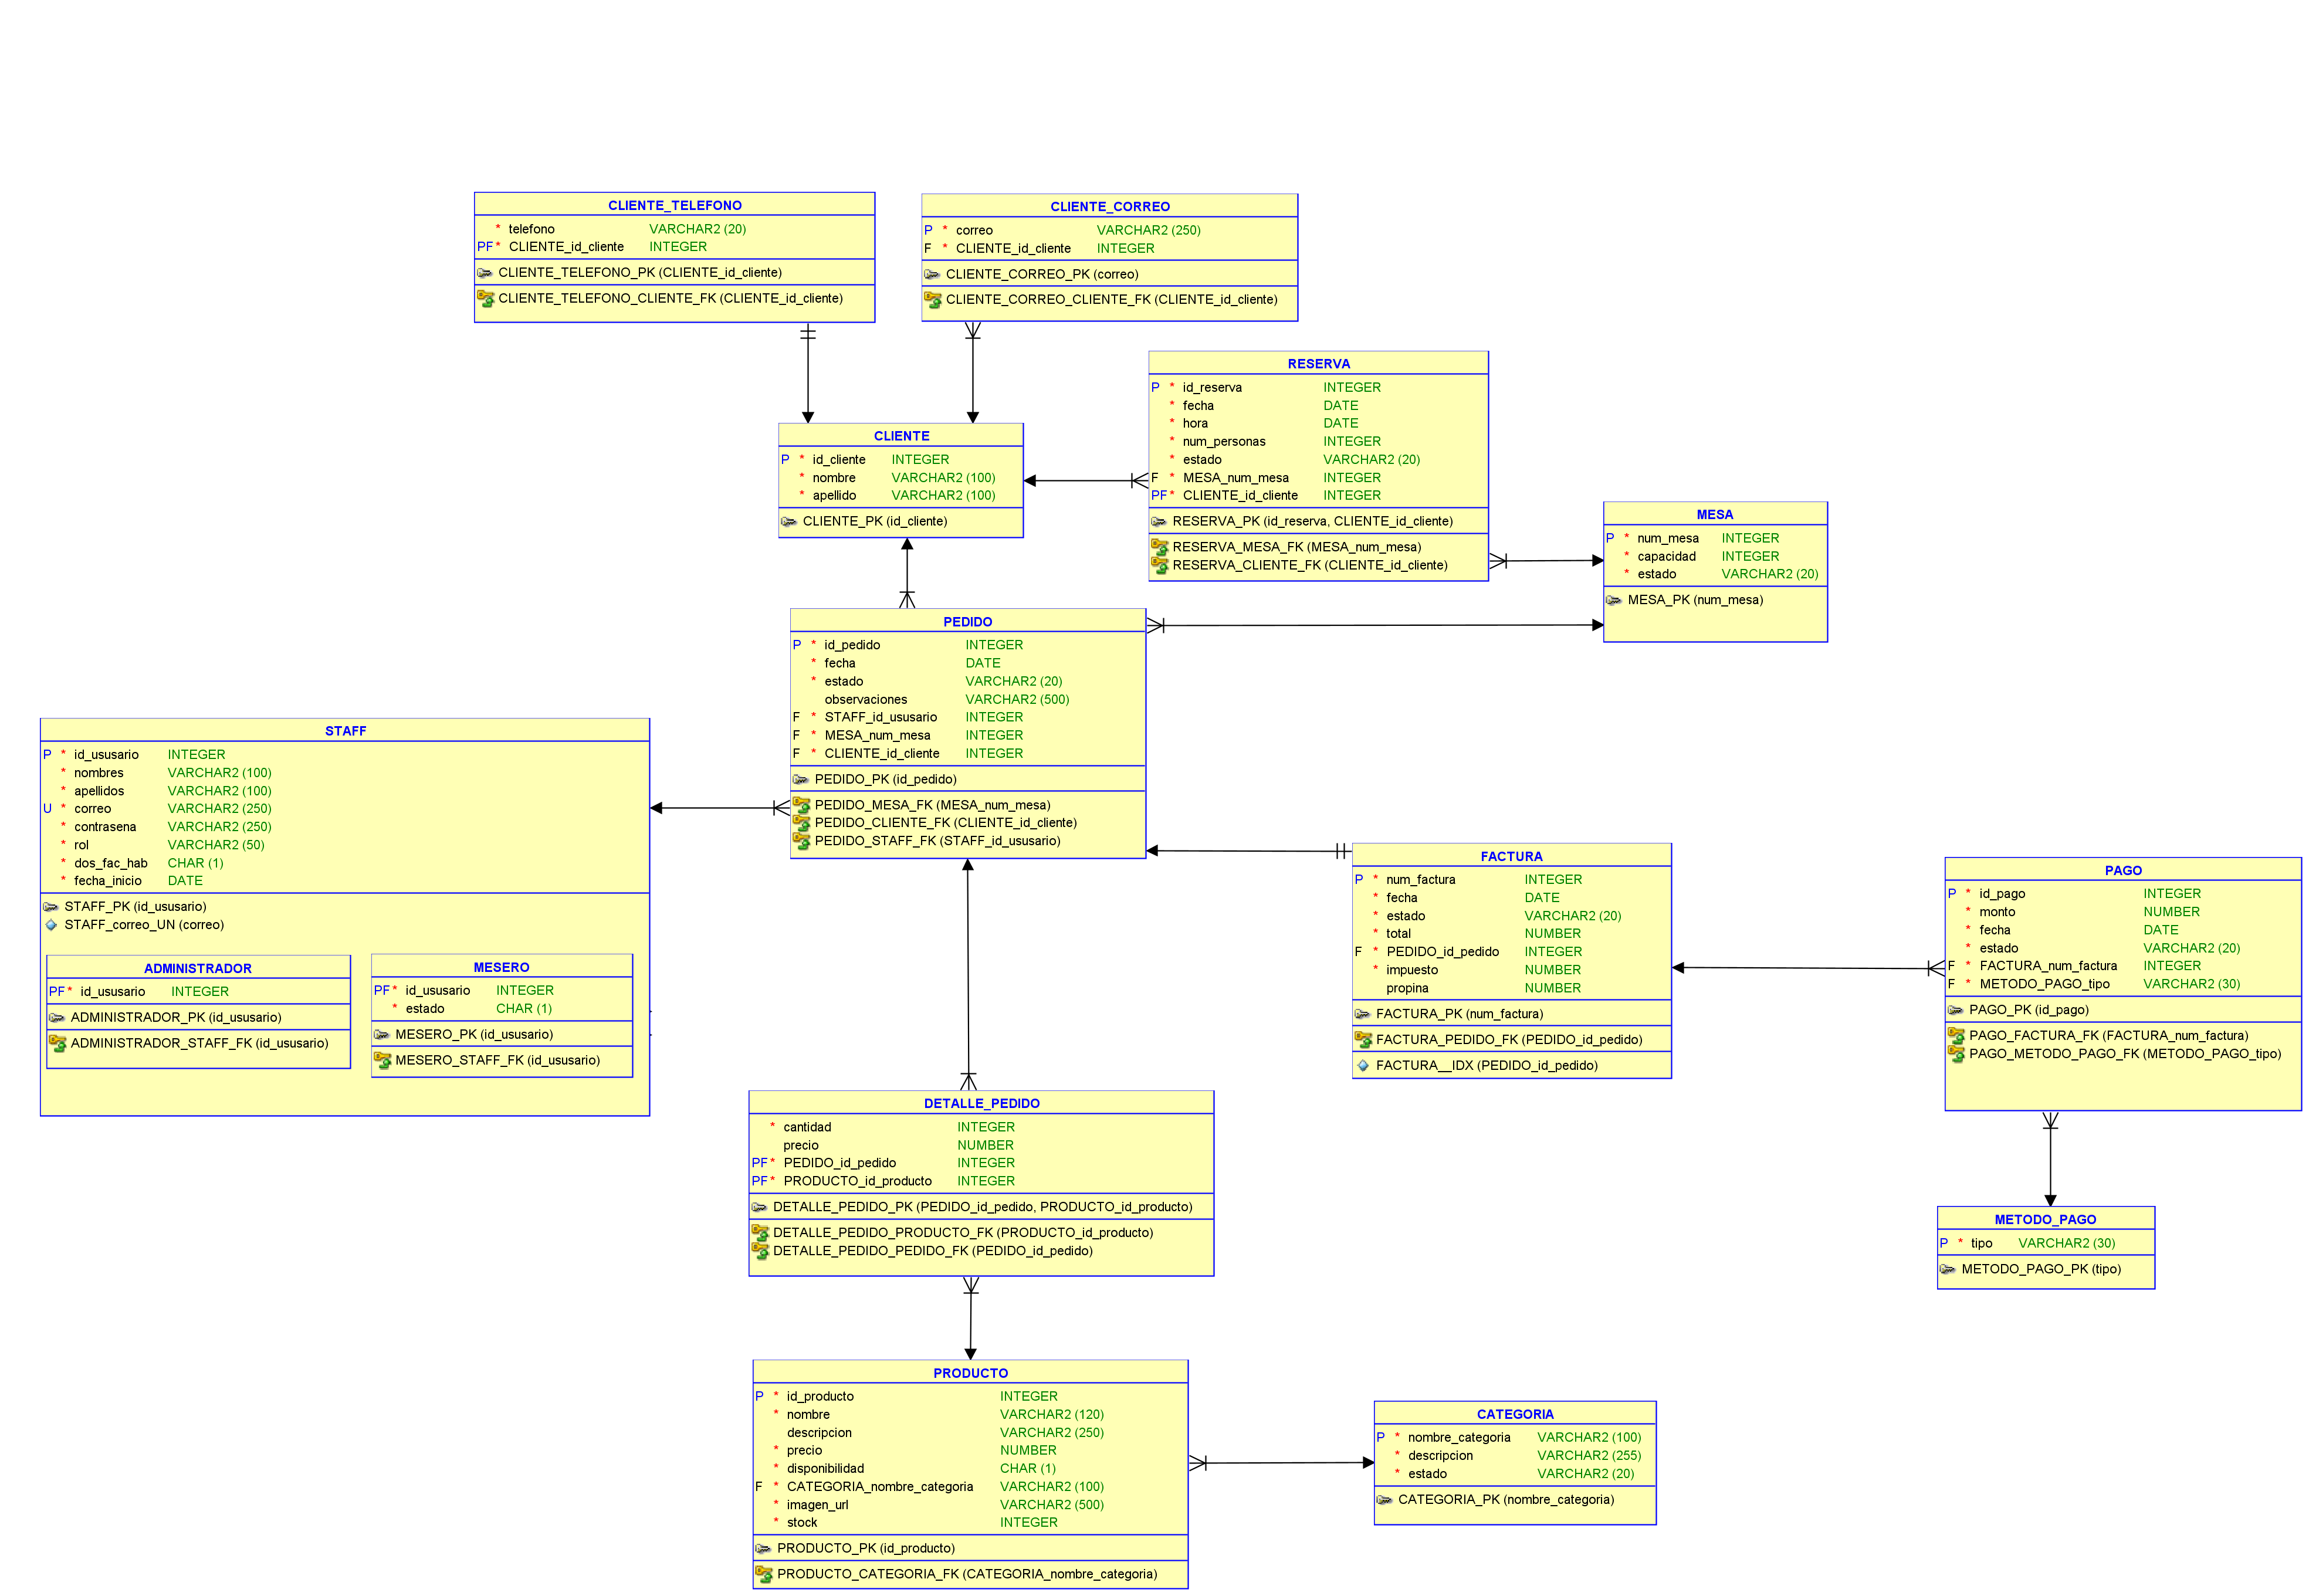 CLIENTE_TELEFONO
* telefono VARCHAR2 (20)
PF * CLIENTE_id_cliente INTEGER
CLIENTE_TELEFONO_PK (CLIENTE_id_cliente)
CLIENTE_TELEFONO_CLIENTE_FK (CLIENTE_id_cliente)
CLIENTE_CORREO
P * correo VARCHAR2 (250)
F * CLIENTE_id_cliente INTEGER
CLIENTE_CORREO_PK (correo)
CLIENTE_CORREO_CLIENTE_FK (CLIENTE_id_cliente)
RESERVA
P * id_reserva INTEGER
* fecha DATE
* hora DATE
* num_personas INTEGER
* estado VARCHAR2 (20)
F * MESA_num_mesa INTEGER
PF * CLIENTE_id_cliente INTEGER
RESERVA_PK (id_reserva, CLIENTE_id_cliente)
RESERVA_MESA_FK (MESA_num_mesa)
RESERVA_CLIENTE_FK (CLIENTE_id_cliente)
CLIENTE
P * id_cliente INTEGER
* nombre VARCHAR2 (100)
* apellido VARCHAR2 (100)
CLIENTE_PK (id_cliente)
MESA
P * num_mesa INTEGER
* capacidad INTEGER
* estado VARCHAR2 (20)
MESA_PK (num_mesa)
PEDIDO
P * id_pedido INTEGER
* fecha DATE
* estado VARCHAR2 (20)
observaciones VARCHAR2 (500)
F * STAFF_id_ususario INTEGER
F * MESA_num_mesa INTEGER
F * CLIENTE_id_cliente INTEGER
PEDIDO_PK (id_pedido)
PEDIDO_MESA_FK (MESA_num_mesa)
PEDIDO_CLIENTE_FK (CLIENTE_id_cliente)
PEDIDO_STAFF_FK (STAFF_id_ususario)
STAFF
P * id_ususario INTEGER
* nombres VARCHAR2 (100)
* apellidos VARCHAR2 (100)
U * correo VARCHAR2 (250)
* contrasena VARCHAR2 (250)
* rol VARCHAR2 (50)
* dos_fac_hab CHAR (1)
* fecha_inicio DATE
STAFF_PK (id_ususario)
STAFF_correo_UN (correo)
ADMINISTRADOR
PF * id_ususario INTEGER
ADMINISTRADOR_PK (id_ususario)
ADMINISTRADOR_STAFF_FK (id_ususario)
MESERO
PF * id_ususario INTEGER
* estado CHAR (1)
MESERO_PK (id_ususario)
MESERO_STAFF_FK (id_ususario)
FACTURA
P * num_factura INTEGER
* fecha DATE
* estado VARCHAR2 (20)
* total NUMBER
F * PEDIDO_id_pedido INTEGER
* impuesto NUMBER
propina NUMBER
FACTURA_PK (num_factura)
FACTURA_PEDIDO_FK (PEDIDO_id_pedido)
FACTURA__IDX (PEDIDO_id_pedido)
PAGO
P * id_pago INTEGER
* monto NUMBER
* fecha DATE
* estado VARCHAR2 (20)
F * FACTURA_num_factura INTEGER
F * METODO_PAGO_tipo VARCHAR2 (30)
PAGO_PK (id_pago)
PAGO_FACTURA_FK (FACTURA_num_factura)
PAGO_METODO_PAGO_FK (METODO_PAGO_tipo)
DETALLE_PEDIDO
* cantidad INTEGER
precio NUMBER
PF * PEDIDO_id_pedido INTEGER
PF * PRODUCTO_id_producto INTEGER
DETALLE_PEDIDO_PK (PEDIDO_id_pedido, PRODUCTO_id_producto)
DETALLE_PEDIDO_PRODUCTO_FK (PRODUCTO_id_producto)
DETALLE_PEDIDO_PEDIDO_FK (PEDIDO_id_pedido)
METODO_PAGO
P * tipo VARCHAR2 (30)
METODO_PAGO_PK (tipo)
PRODUCTO
P * id_producto INTEGER
* nombre VARCHAR2 (120)
descripcion VARCHAR2 (250)
* precio NUMBER
* disponibilidad CHAR (1)
F * CATEGORIA_nombre_categoria VARCHAR2 (100)
* imagen_url VARCHAR2 (500)
* stock INTEGER
PRODUCTO_PK (id_producto)
PRODUCTO_CATEGORIA_FK (CATEGORIA_nombre_categoria)
CATEGORIA
P * nombre_categoria VARCHAR2 (100)
* descripcion VARCHAR2 (255)
* estado VARCHAR2 (20)
CATEGORIA_PK (nombre_categoria)